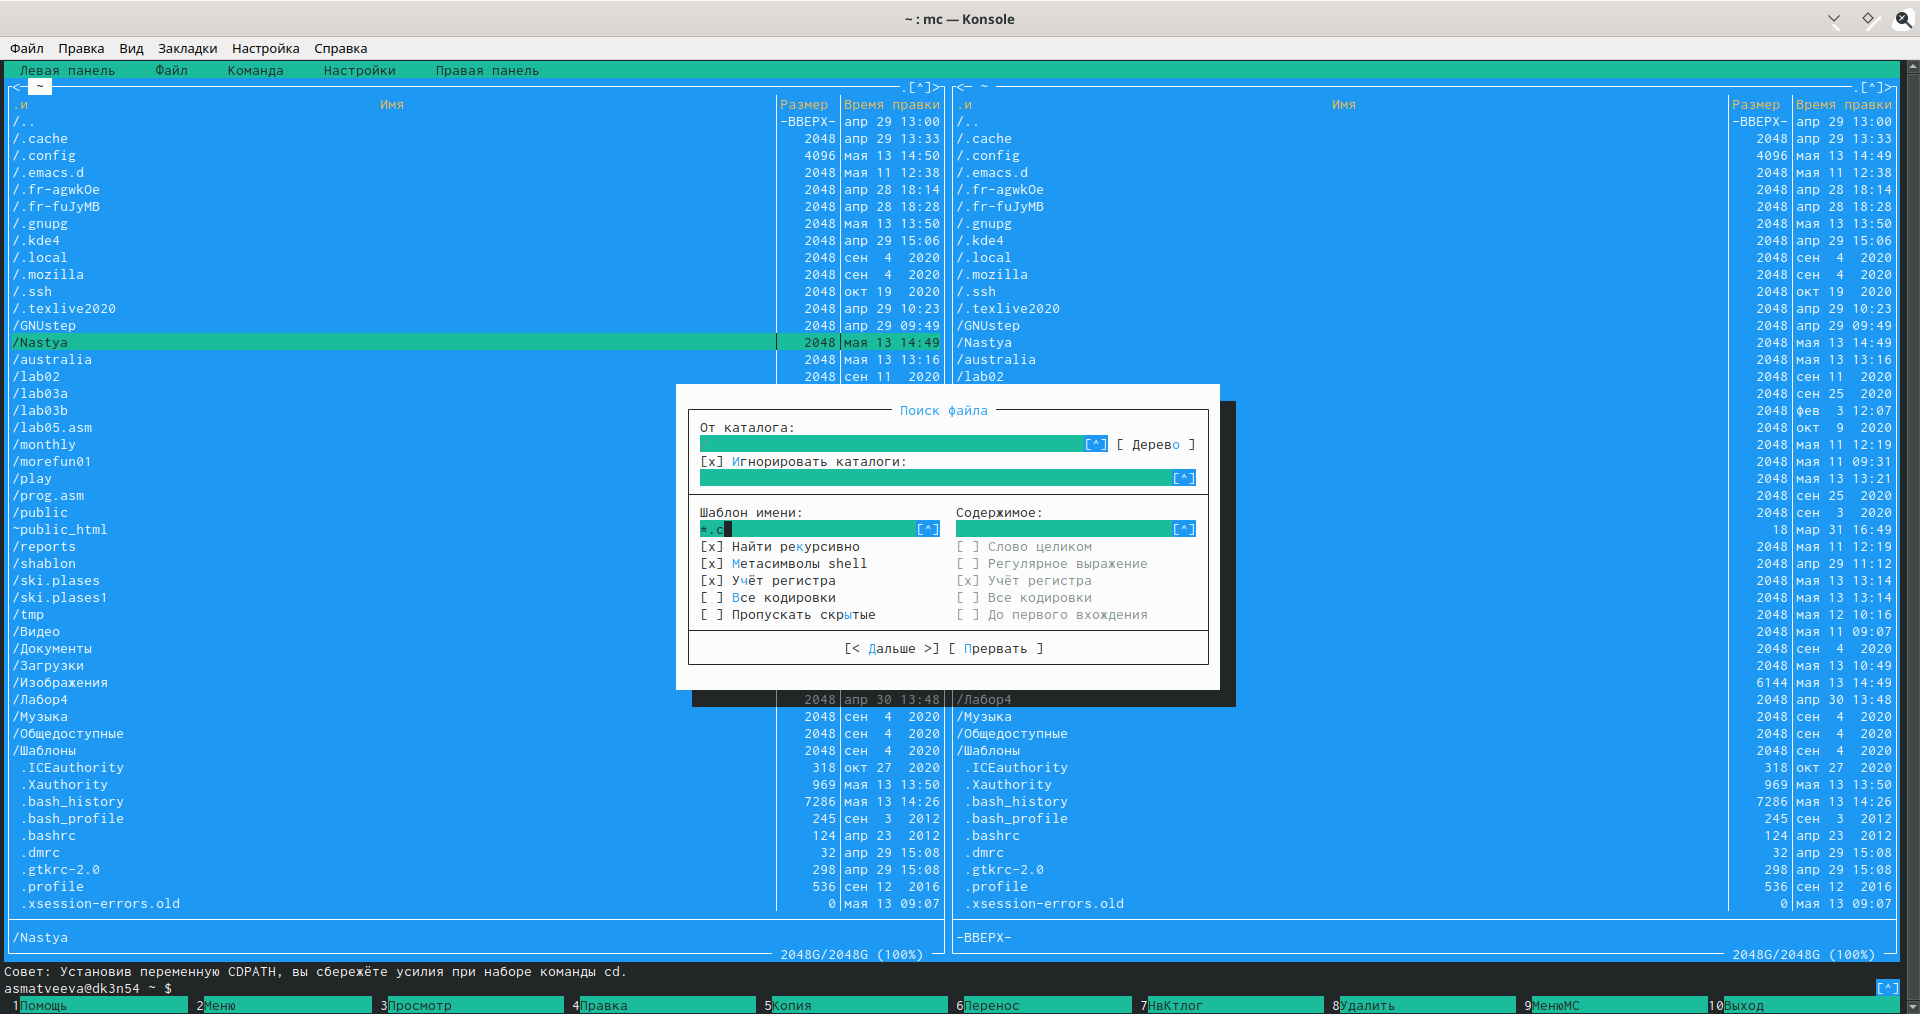 ~ : mc — Konsole
Файл Правка Вид Закладки Настройка Справка
Левая панель Файл Команда Настройки Правая панель
<─ ~ .[^]> <─ ~ .[^]>
.и Имя Размер Время правки .и Имя Размер Время правки
/.. -ВВЕРХ- апр 29 13:00 /.. -ВВЕРХ- апр 29 13:00
/.cache 2048 апр 29 13:33 /.cache 2048 апр 29 13:33
/.config 4096 мая 13 14:50 /.config 4096 мая 13 14:49
/.emacs.d 2048 мая 11 12:38 /.emacs.d 2048 мая 11 12:38
/.fr-agwkOe 2048 апр 28 18:14 /.fr-agwkOe 2048 апр 28 18:14
/.fr-fuJyMB 2048 апр 28 18:28 /.fr-fuJyMB 2048 апр 28 18:28
/.gnupg 2048 мая 13 13:50 /.gnupg 2048 мая 13 13:50
/.kde4 2048 апр 29 15:06 /.kde4 2048 апр 29 15:06
/.local 2048 сен 4 2020 /.local 2048 сен 4 2020
/.mozilla 2048 сен 4 2020 /.mozilla 2048 сен 4 2020
/.ssh 2048 окт 19 2020 /.ssh 2048 окт 19 2020
/.texlive2020 2048 апр 29 10:23 /.texlive2020 2048 апр 29 10:23
/GNUstep 2048 апр 29 09:49 /GNUstep 2048 апр 29 09:49
/Nastya 2048 мая 13 14:49 /Nastya 2048 мая 13 14:49
/australia 2048 мая 13 13:16 /australia 2048 мая 13 13:16
/lab02 2048 сен 11 2020 /lab02 2048 сен 11 2020
/lab03a 2048 сен 25 2020
/lab03b Поиск файла 2048 фев 3 12:07
/lab05.asm От каталога: 2048 окт 9 2020
/monthly [^] [ Дерево ] 2048 мая 11 12:19
/morefun01 [x] Игнорировать каталоги: 2048 мая 11 09:31
/play [^] 2048 мая 13 13:21
/prog.asm 2048 сен 25 2020
/public Шаблон имени: Содержимое: 2048 сен 3 2020
~public_html *.c [^] [^] 18 мар 31 16:49
/reports [x] Найти рекурсивно [ ] Слово целиком 2048 мая 11 12:19
/shablon [x] Метасимволы shell [ ] Регулярное выражение 2048 апр 29 11:12
/ski.plases [x] Учёт регистра [x] Учёт регистра 2048 мая 13 13:14
/ski.plases1 [ ] Все кодировки [ ] Все кодировки 2048 мая 13 13:14
/tmp [ ] Пропускать скрытые [ ] До первого вхождения 2048 мая 12 10:16
/Видео 2048 мая 11 09:07
/Документы [< Дальше >] [ Прервать ] 2048 сен 4 2020
/Загрузки 2048 мая 13 10:49
/Изображения 6144 мая 13 14:49
/Лабор4 2048 апр 30 13:48 /Лабор4 2048 апр 30 13:48
/Музыка 2048 сен 4 2020 /Музыка 2048 сен 4 2020
/Общедоступные 2048 сен 4 2020 /Общедоступные 2048 сен 4 2020
/Шаблоны 2048 сен 4 2020 /Шаблоны 2048 сен 4 2020
.ICEauthority 318 окт 27 2020 .ICEauthority 318 окт 27 2020
.Xauthority 969 мая 13 13:50 .Xauthority 969 мая 13 13:50
.bash_history 7286 мая 13 14:26 .bash_history 7286 мая 13 14:26
.bash_profile 245 сен 3 2012 .bash_profile 245 сен 3 2012
.bashrc 124 апр 23 2012 .bashrc 124 апр 23 2012
.dmrc 32 апр 29 15:08 .dmrc 32 апр 29 15:08
.gtkrc-2.0 298 апр 29 15:08 .gtkrc-2.0 298 апр 29 15:08
.profile 536 сен 12 2016 .profile 536 сен 12 2016
.xsession-errors.old 0 мая 13 09:07 .xsession-errors.old 0 мая 13 09:07
/Nastya -ВВЕРХ-
2048G/2048G (100%) 2048G/2048G (100%)
Совет: Установив переменную CDPATH, вы сбережёте усилия при наборе команды cd.
asmatveeva@dk3n54 ~ $ [^]
1Помощь 2Меню 3Просмотр 4Правка 5Копия 6Перенос 7НвКтлог 8Удалить 9МенюМС 10Выход